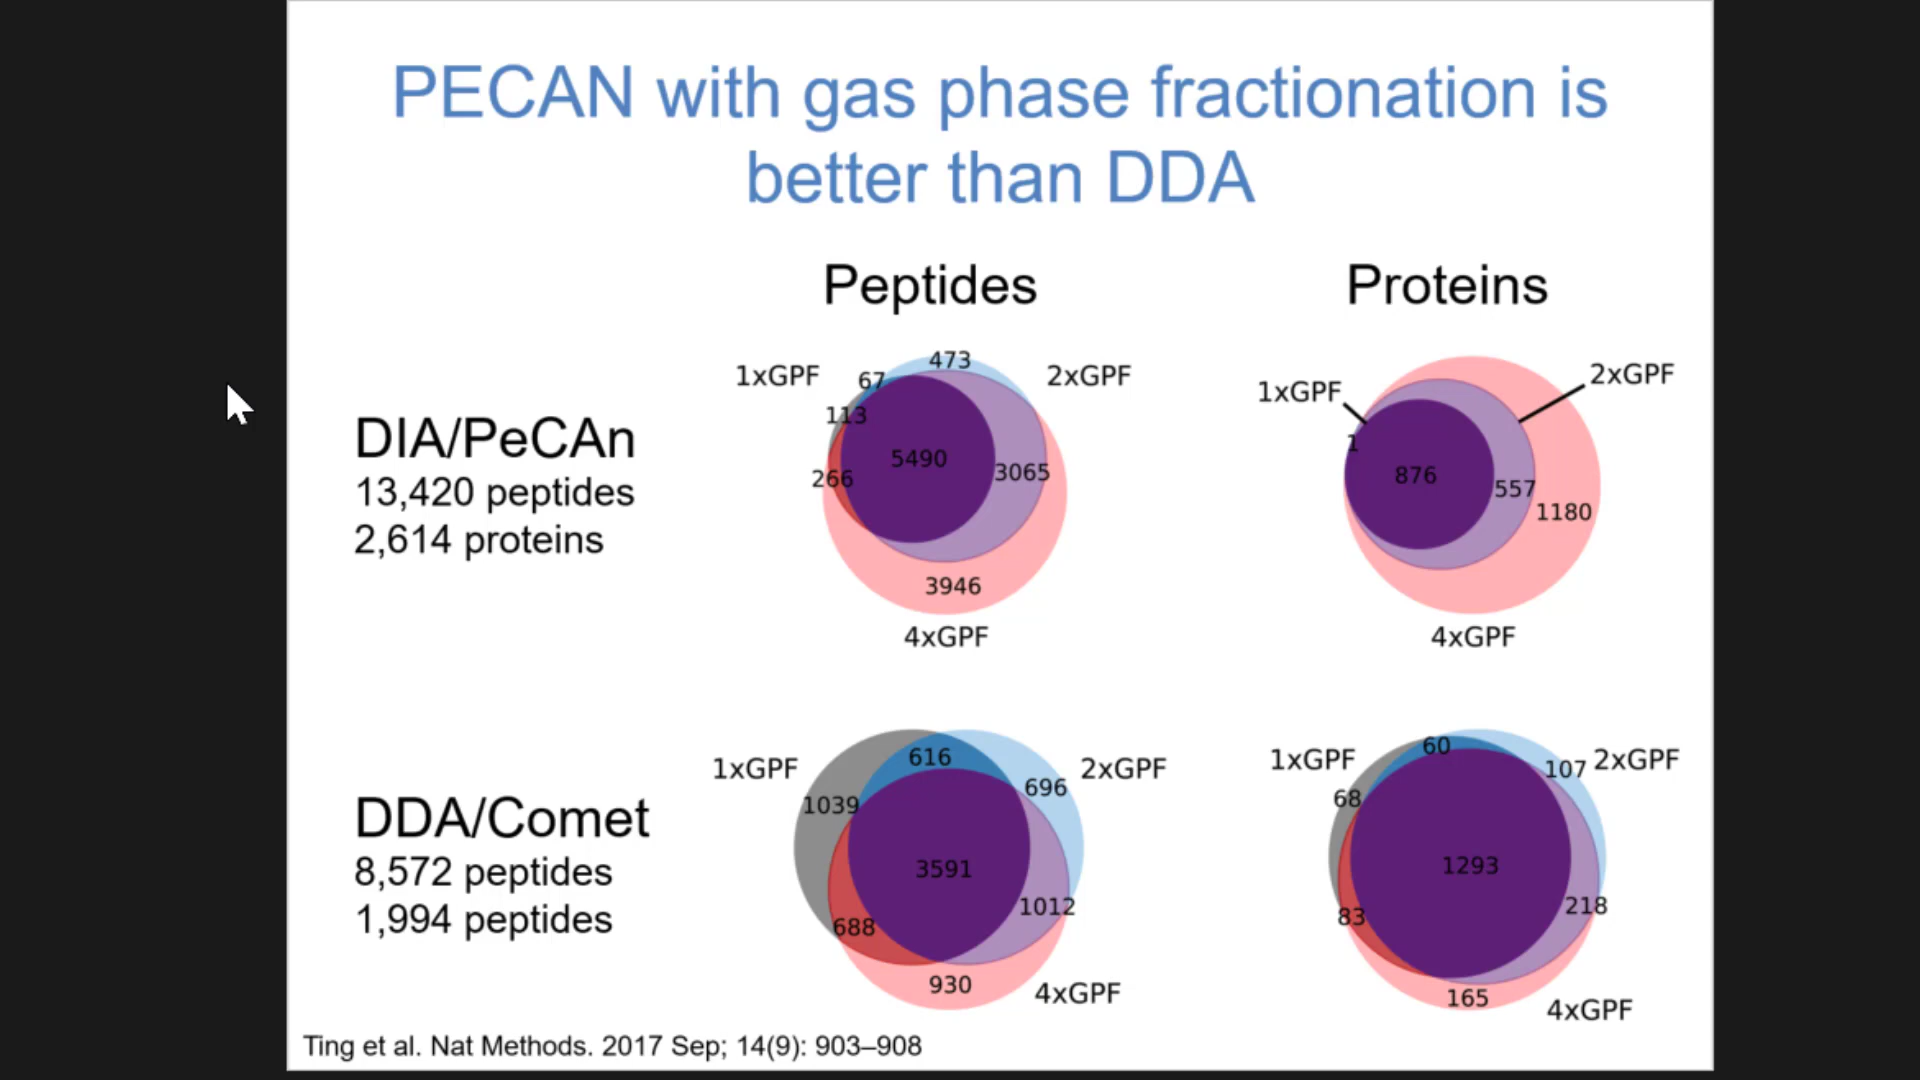 PECAN with gas phase fractionation is
better than DDA
Peptides
Proteins
DIA/PeCAn
13,420 peptides
2,614 proteins
1xGPF
473
2xGPF
67
113
5490
266
3065
3946
4xGPF
1xGPF
2xGPF
1
876
557
1180
4xGPF
DDA/Comet
8,572 peptides
1,994 peptides
1xGPF
616
2xGPF
696
1039
3591
1012
688
930
4xGPF
1xGPF
60
107
2xGPF
68
1293
218
83
165
4xGPF
Ting et al. Nat Methods. 2017 Sep; 14(9): 903–908